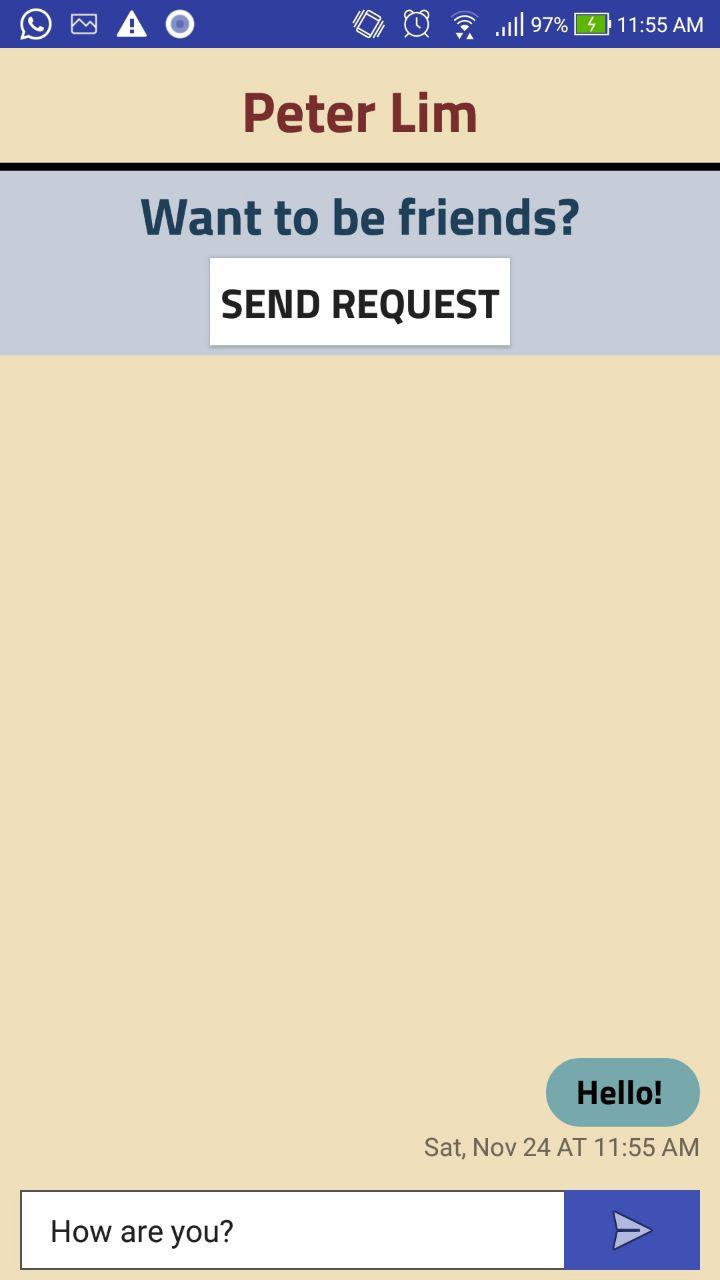 97% 11:55 AM
Peter Lim
Want to be friends?
SEND REQUEST
Hello!
Sat, Nov 24 AT 11:55 AM
How are you?